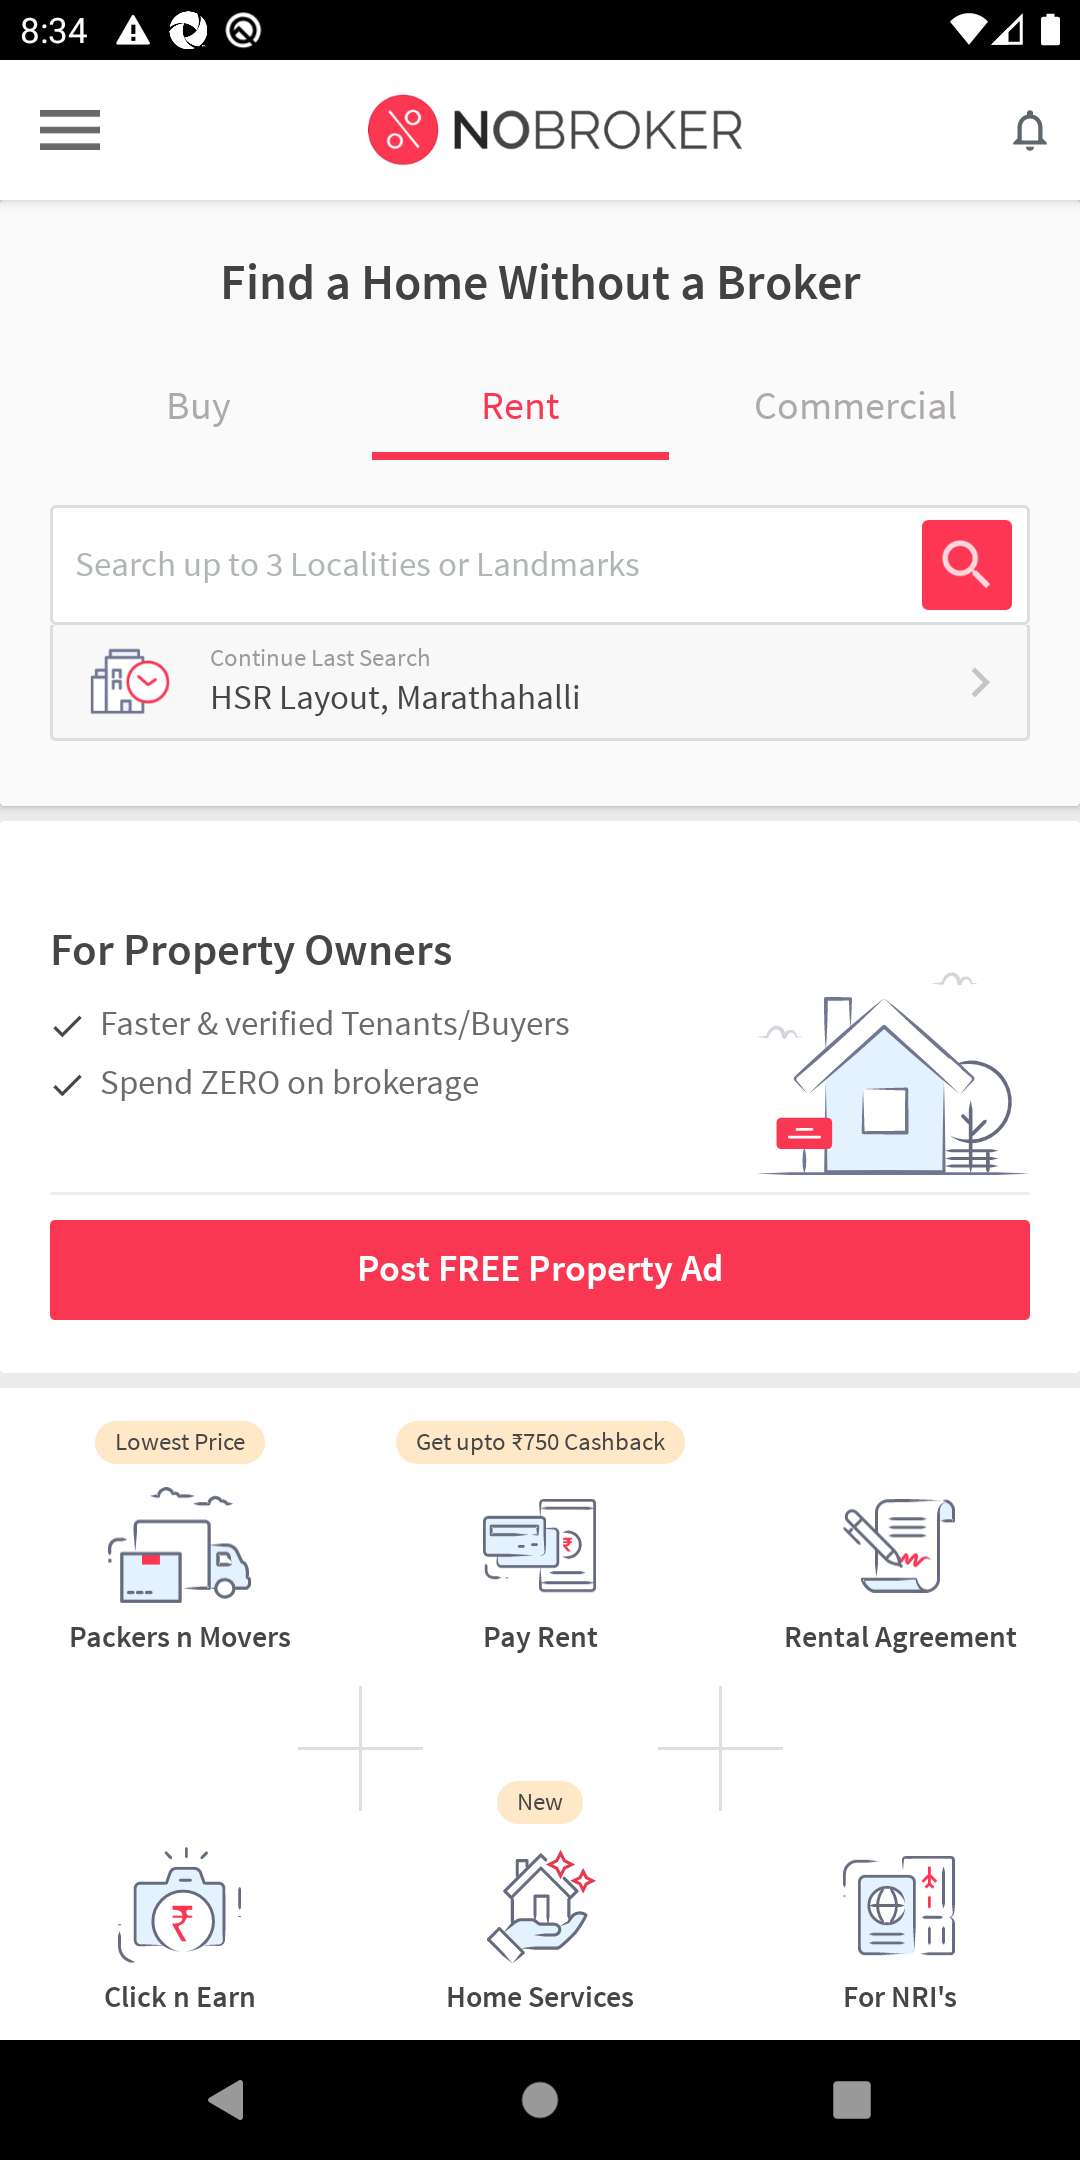 8:34
NOBROKER
Find a Home Without a Broker
Buy
Rent
Commercial
Search up to 3 Localities or Landmarks
Continue Last Search
HSR Layout, Marathahalli
For Property Owners
Faster & verified Tenants/Buyers
Spend ZERO on brokerage
Post FREE Property Ad
Lowest Price
Get upto ₹750 Cashback
Packers n Movers
Pay Rent
Rental Agreement
New
Click n Earn
Home Services
For NRI's